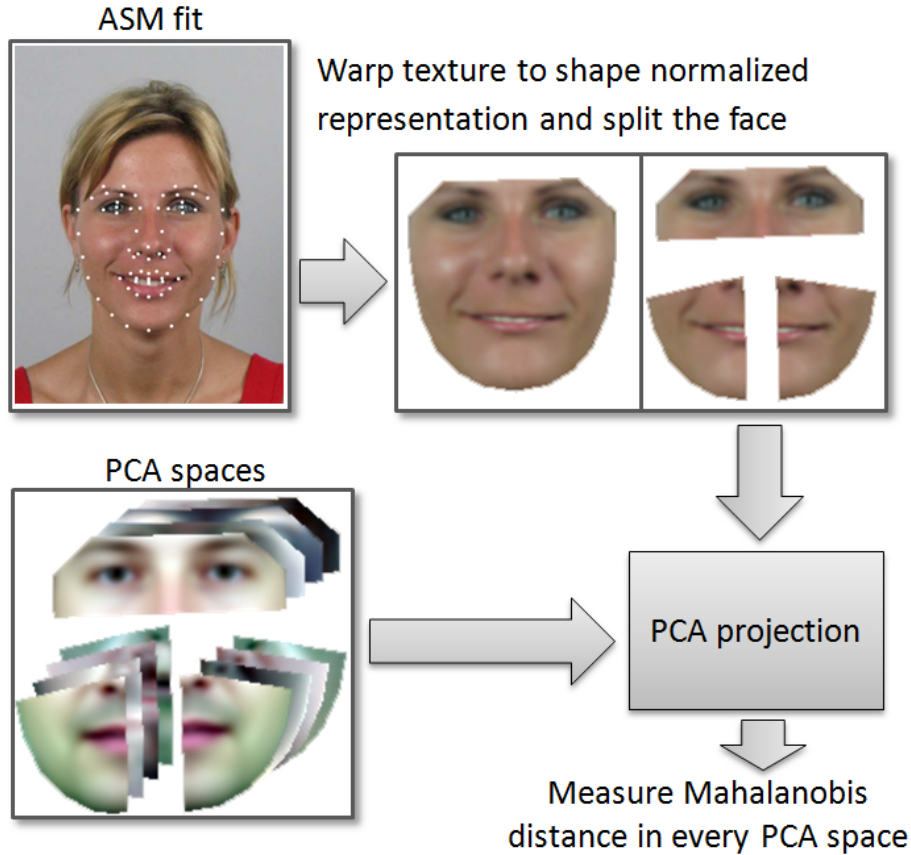 ASM fit
Warp texture to shape normalized
representation and split the face
PCA spaces
PCA projection
Measure Mahalanobis
distance in every PCA space